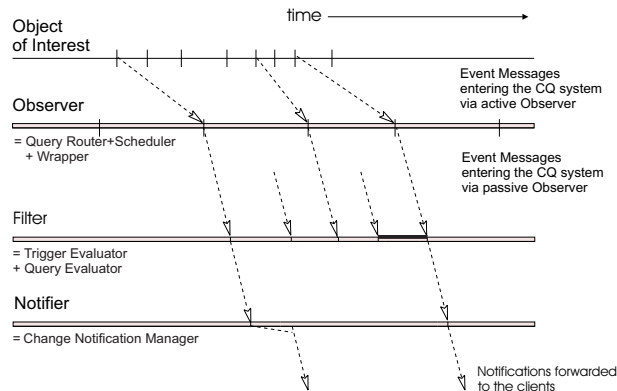 time
Object
of Interest
Event Messages
entering the CQ system
via active Observer
Observer
= Query Router+Scheduler
+ Wrapper
Event Messages
entering the CQ system
via passive Observer
Filter
= Trigger Evaluator
+ Query Evaluator
Notifier
= Change Notification Manager
Notifications forwarded
to the clients